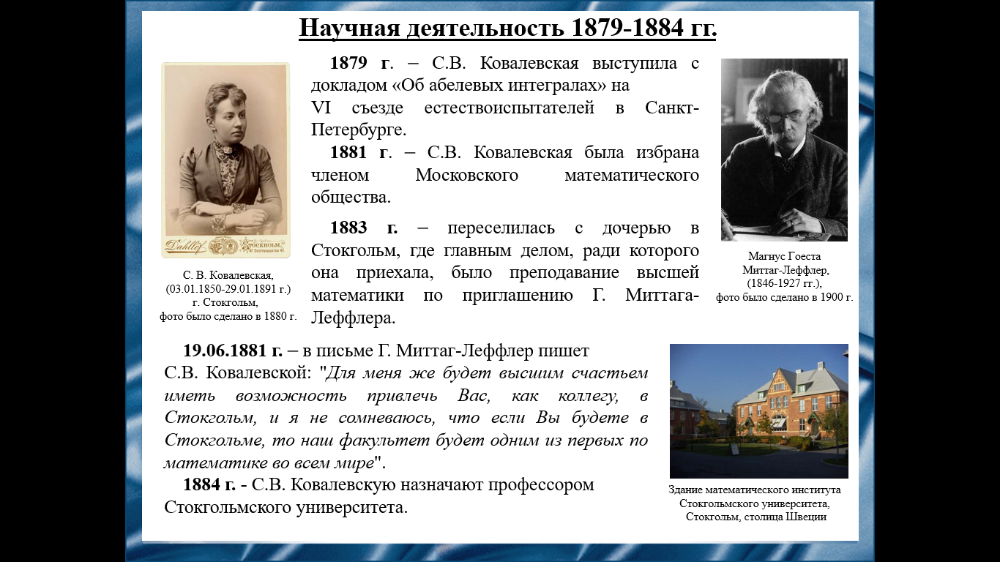 Научная деятельность 1879-1884 гг.
1879 г. – С.В. Ковалевская выступила с
докладом «Об абелевых интегралах» на
VI съезде естествоиспытателей в Санкт-
Петербурге.
1881 г. – С.В. Ковалевская была избрана
членом Московского математического
общества.
1883 г. – переселилась с дочерью в
Стокгольм, где главным делом, ради которого
она приехала, было преподавание высшей
математики по приглашению Г. Миттага-
Леффлера.
Dahllöf
Stockholm.
С. В. Ковалевская,
(03.01.1850-29.01.1891 г.)
г. Стокгольм,
фото было сделано в 1880 г.
Магнус Гоеста
Миттаг-Леффлер,
(1846-1927 гг.),
фото было сделано в 1900 г.
19.06.1881 г. – в письме Г. Миттаг-Леффлер пишет
С.В. Ковалевской: "Для меня же будет высшим счастьем
иметь возможность привлечь Вас, как коллегу, в
Стокгольм, и я не сомневаюсь, что если Вы будете в
Стокгольме, то наш факультет будет одним из первых по
математике во всем мире".
1884 г. - С.В. Ковалевскую назначают профессором
Стокгольмского университета.
Здание математического института
Стокгольмского университета,
Стокгольм, столица Швеции